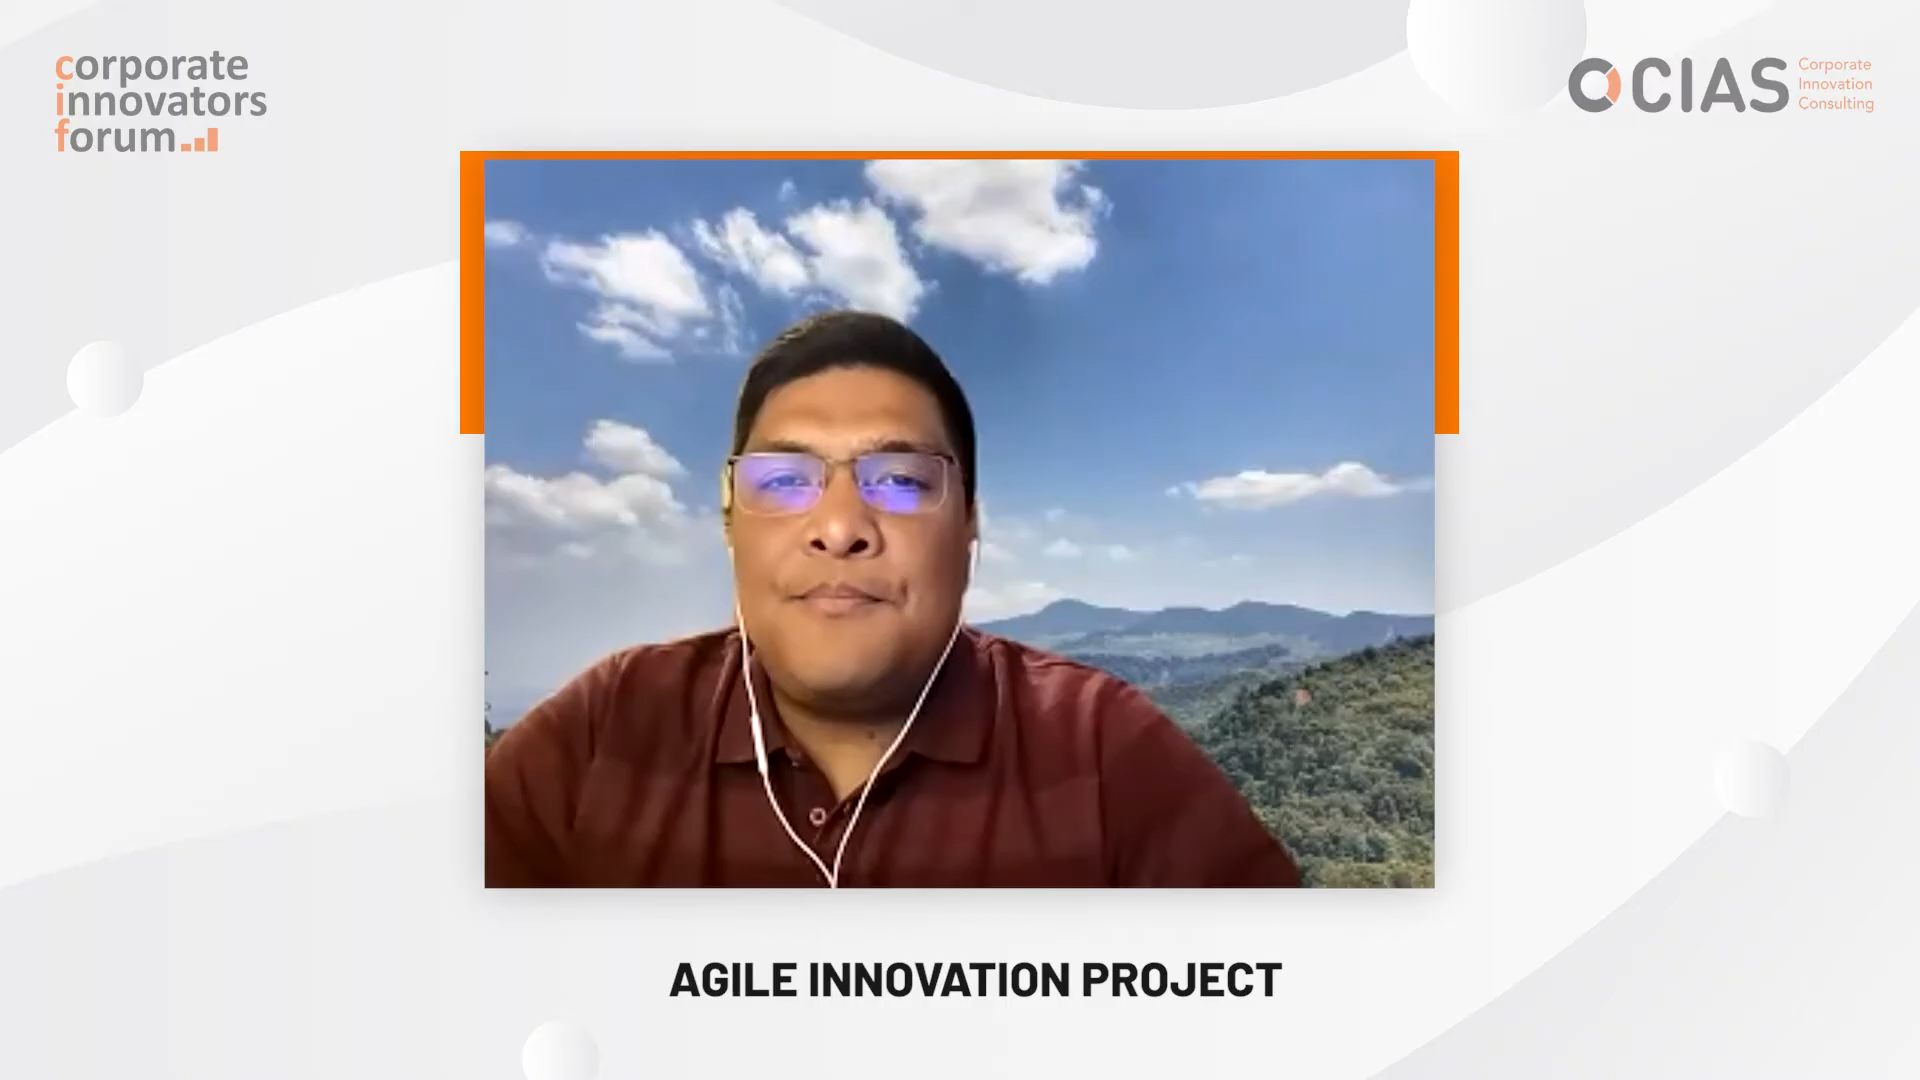 corporate
innovators
forum
CIAS
Corporate
Innovation
Consulting
AGILE INNOVATION PROJECT